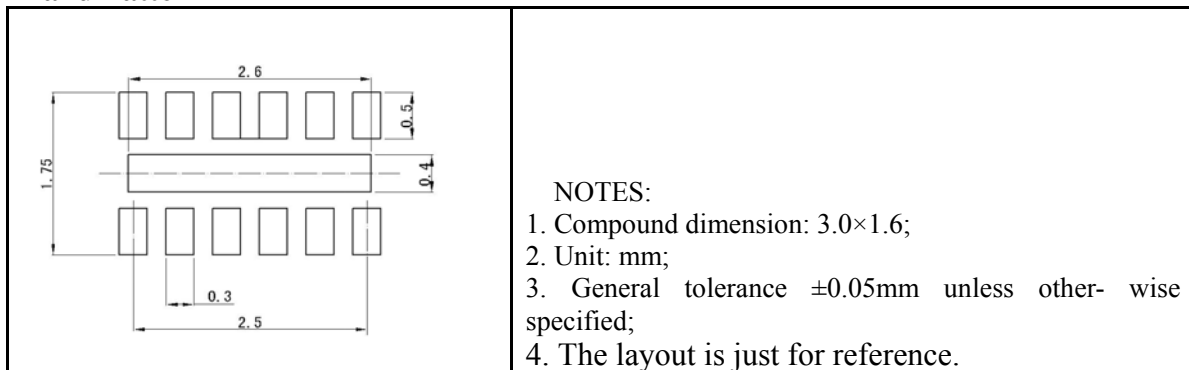 2.6
0.5
1.75
0.4
0.3
2.5
NOTES:
1. Compound dimension: 3.0×1.6;
2. Unit: mm;
3. General tolerance ±0.05mm unless other- wise
specified;
4. The layout is just for reference.